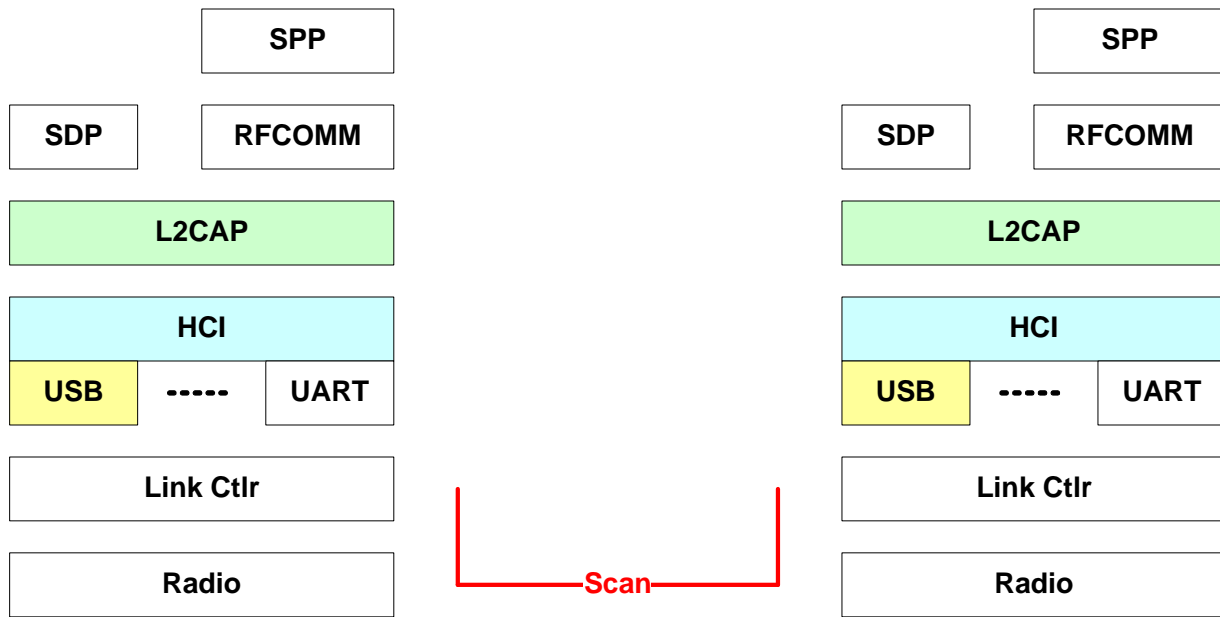 SPP SPP
SDP RFCOMM SDP RFCOMM
L2CAP L2CAP
HCI HCI
USB ----- UART USB ----- UART
Link Ctlr Link Ctlr
Radio Scan Radio